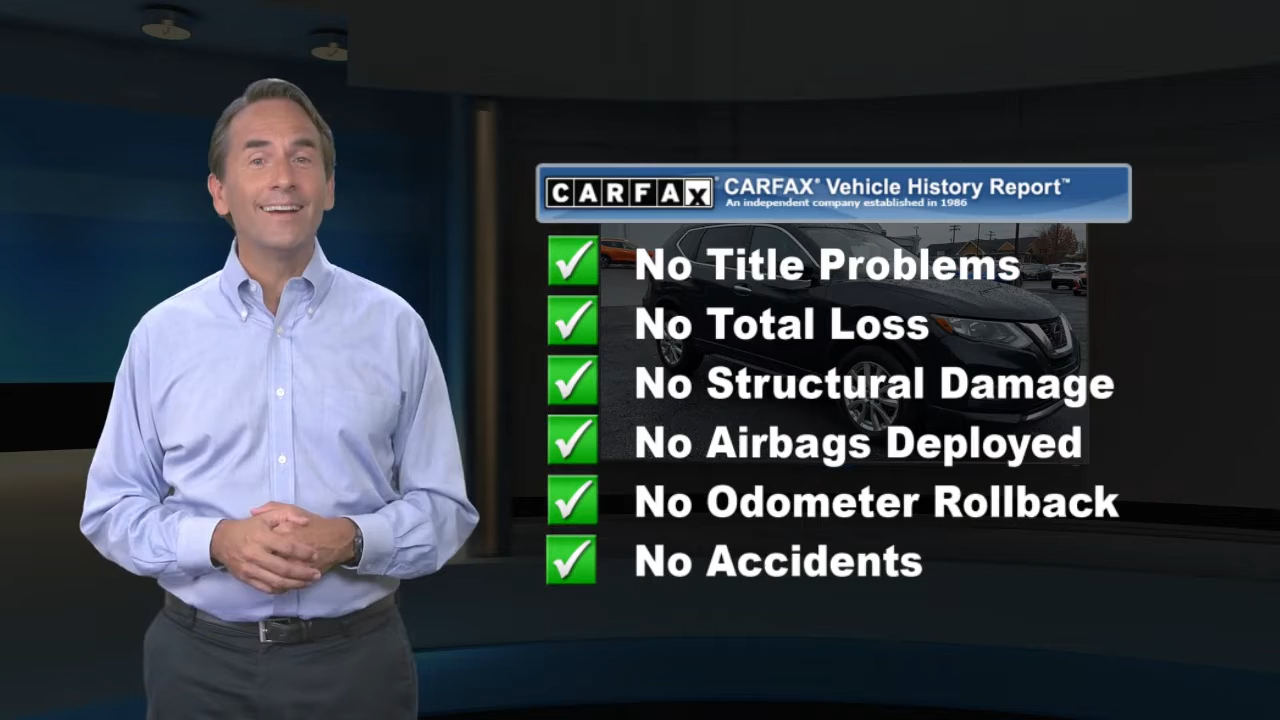 CARFAX
CARFAX® Vehicle History Report™
An independent company established in 1986
No Title Problems
No Total Loss
No Structural Damage
No Airbags Deployed
No Odometer Rollback
No Accidents